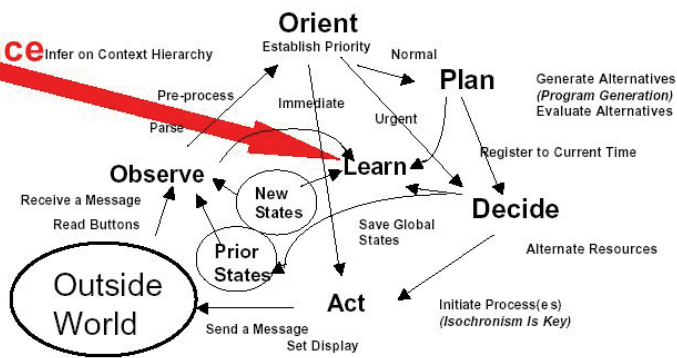 Orient
Establish Priority
ce
Infer on Context Hierarchy
Normal
Plan
Generate Alternatives
(Program Generation)
Evaluate Alternatives
Pre-process
Immediate
Parse
Urgent
Register to Current Time
Learn
Observe
Receive a Message
Read Buttons
New
States
Decide
Save Global
States
Prior
States
Alternate Resources
Outside
World
Act
Initiate Process(es)
(Isochronism Is Key)
Send a Message
Set Display